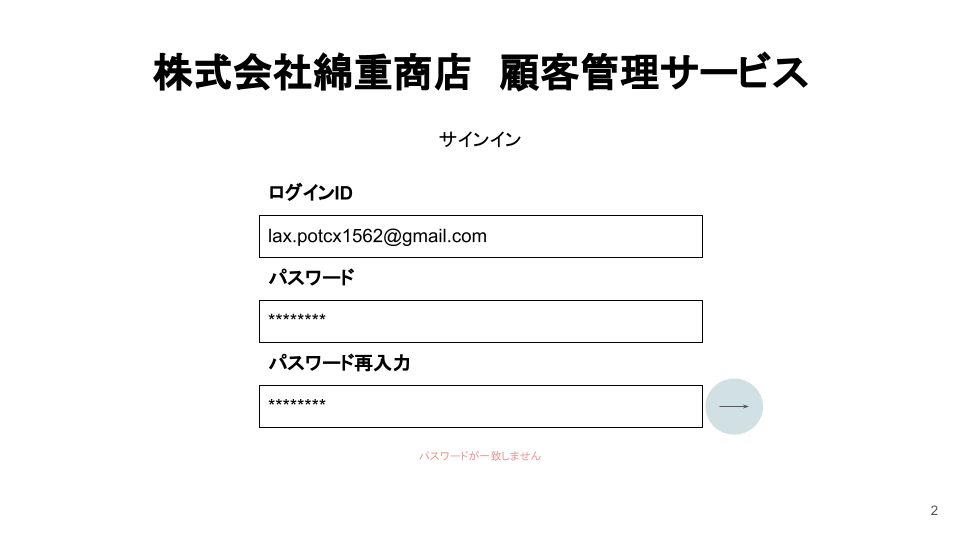 株式会社綿重商店　顧客管理サービス
サインイン
ログインID
lax.potcx1562@gmail.com
パスワード
********
パスワード再入力
********
パスワードが一致しません
2